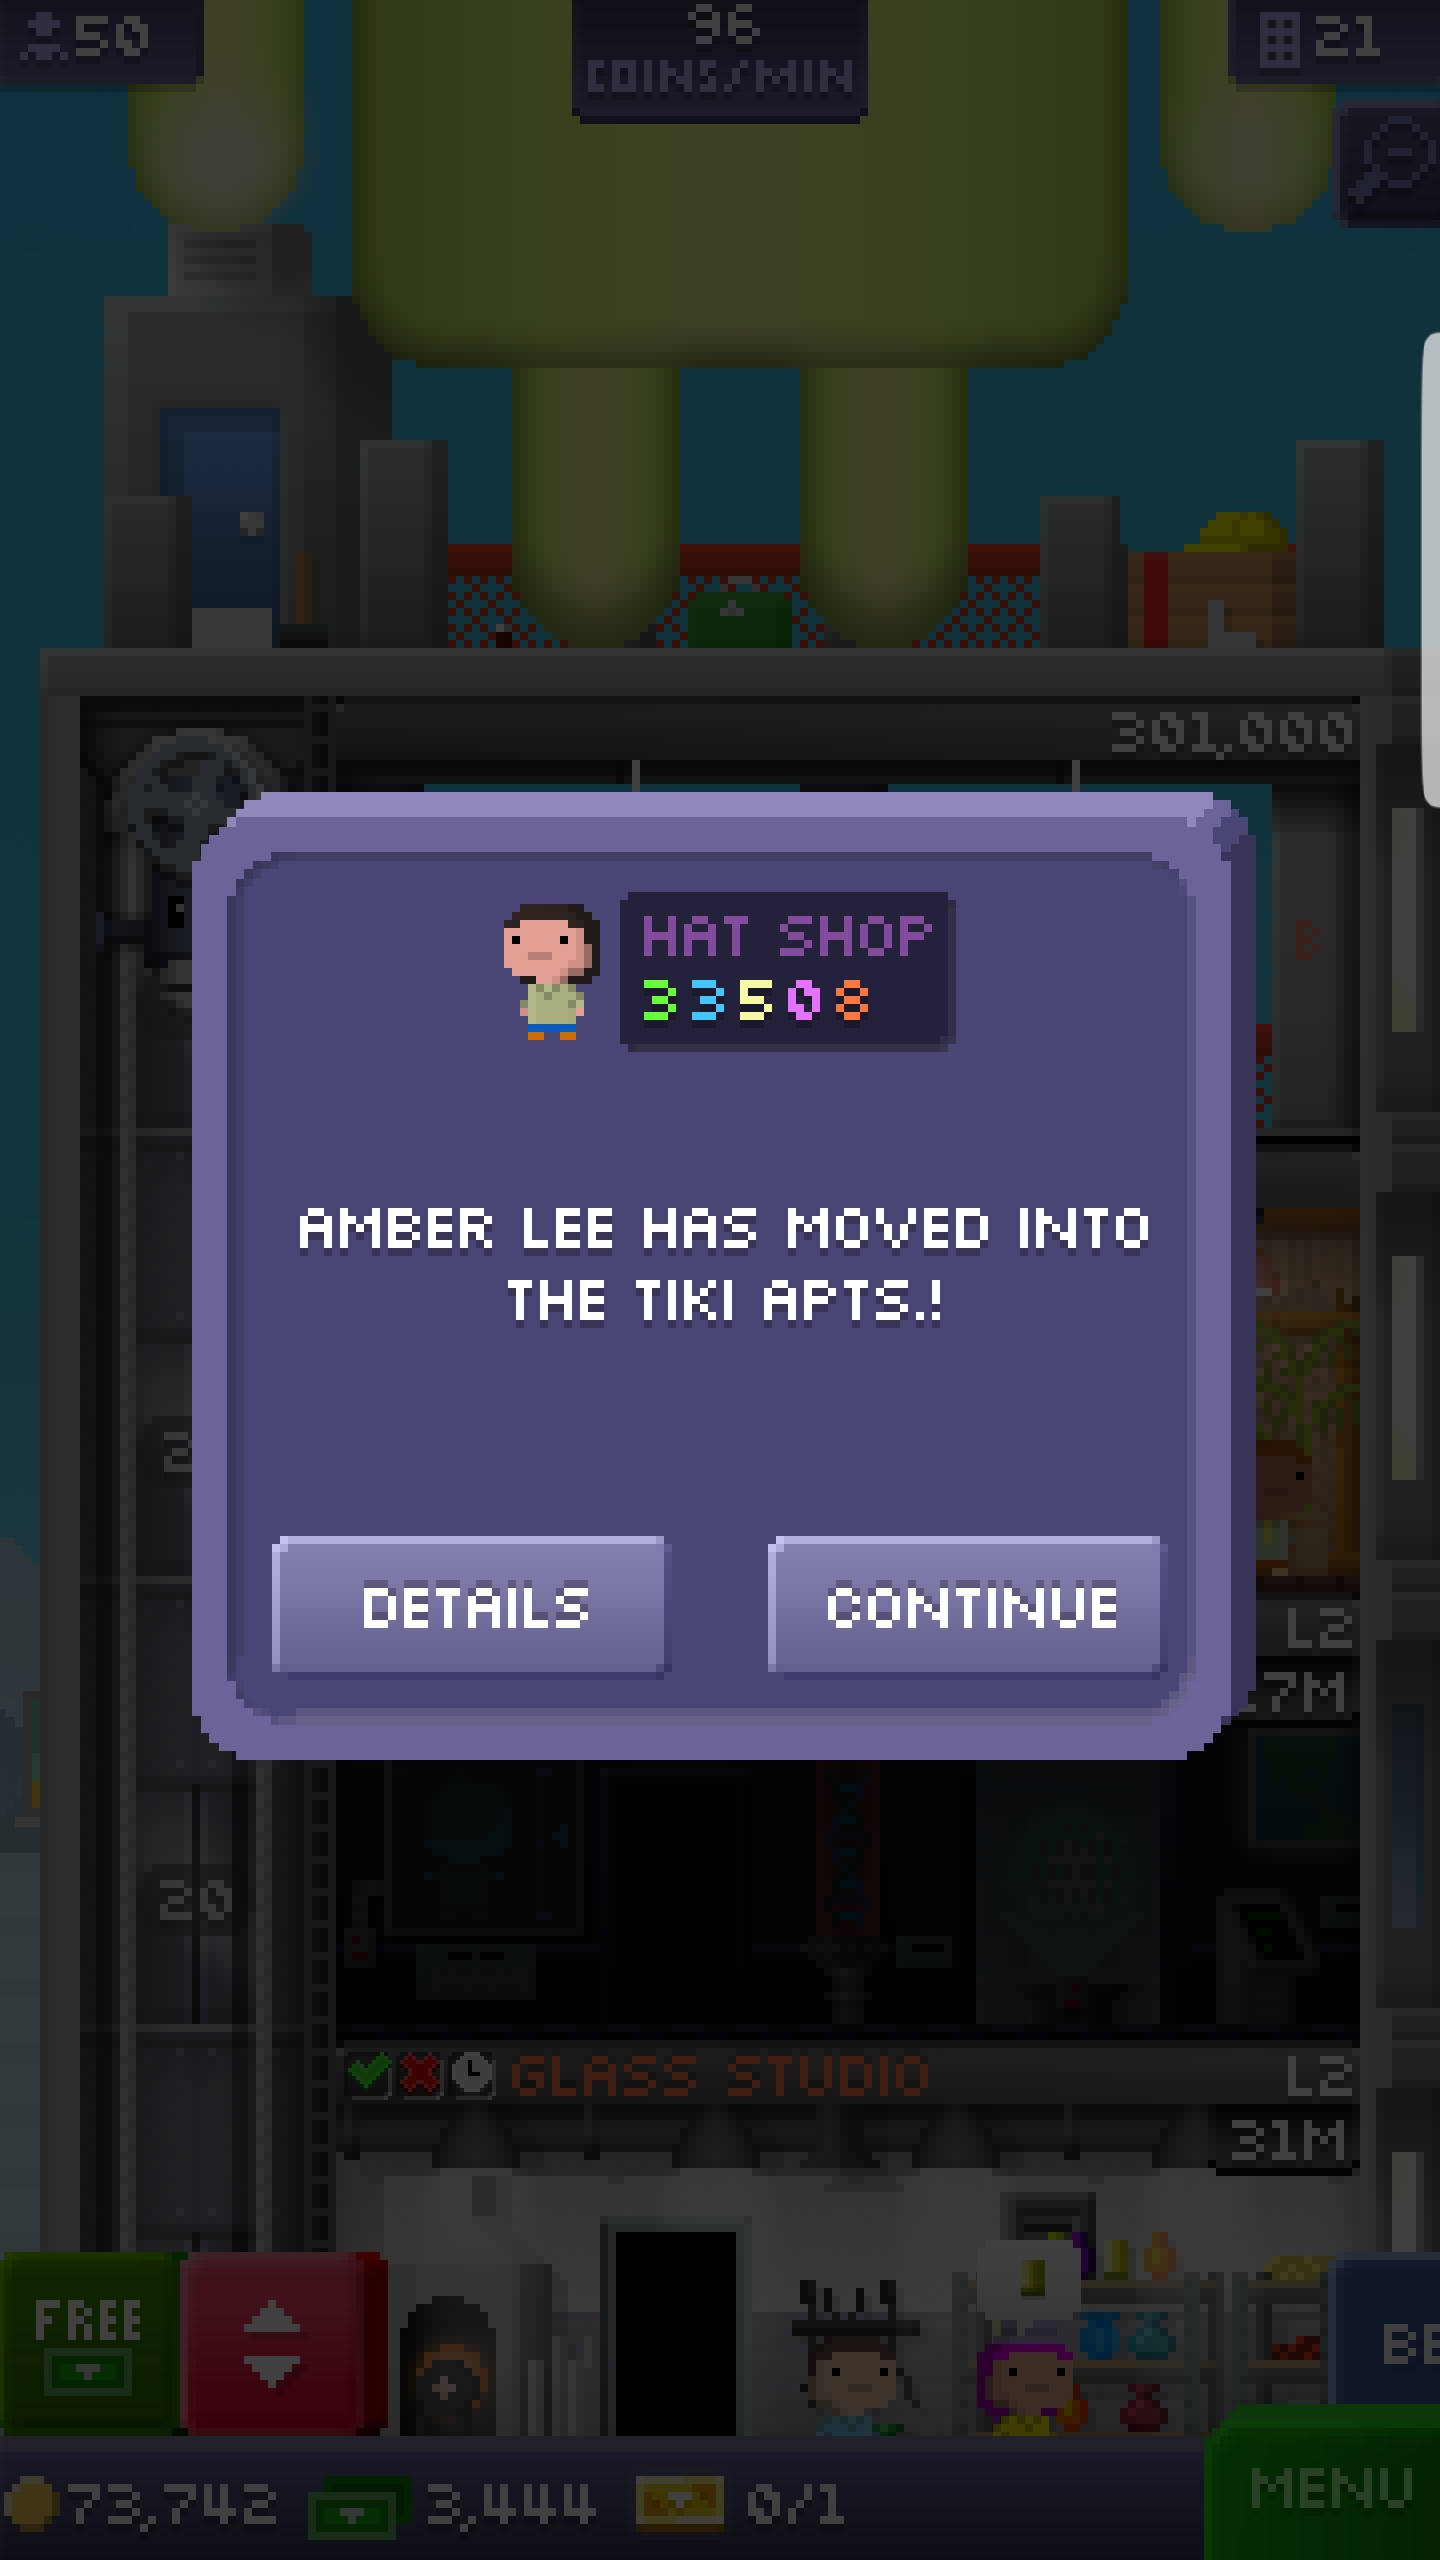 50
96
COINS/MIN
21
301,000
B
HAT SHOP
33508
AMBER LEE HAS MOVED INTO
THE TIKI APTS.!
DETAILS
CONTINUE
L2
7M
20
GLASS STUDIO
L2
31M
FREE
BE
73,742
3,444
0/1
MENU